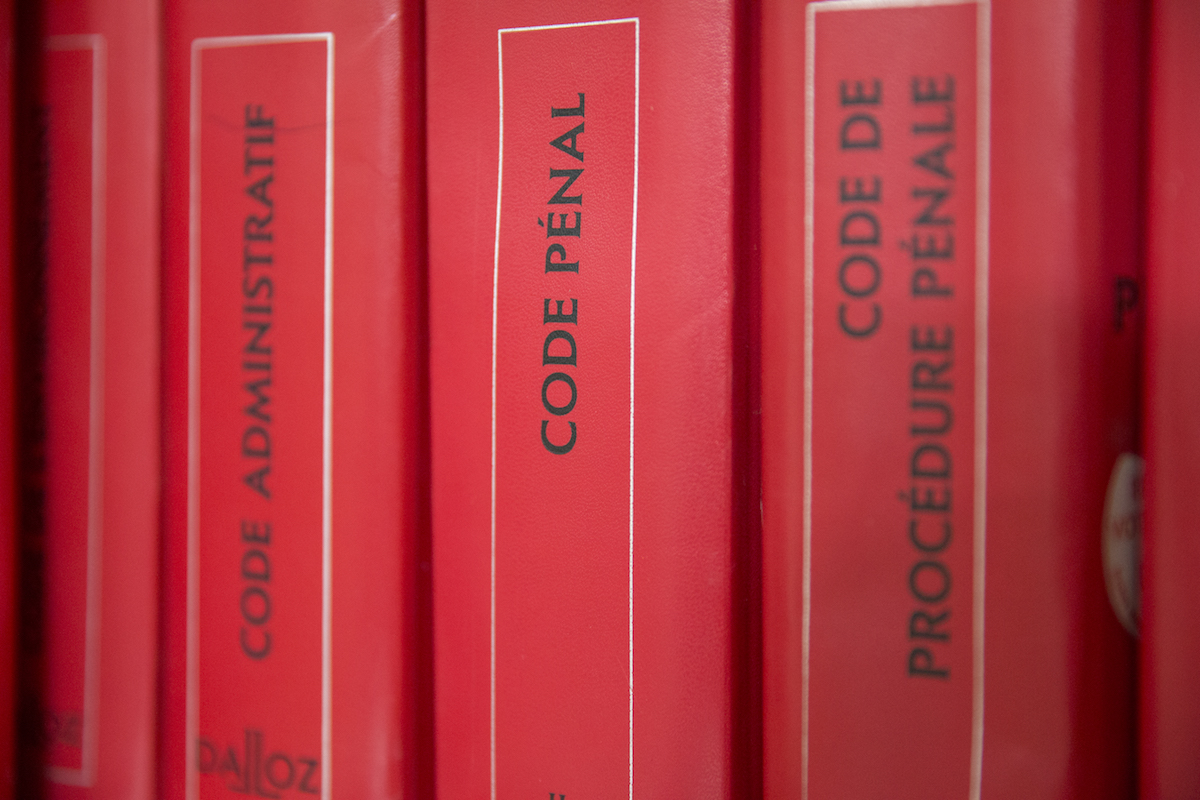 CODE ADMINISTRATIF
DALLOZ
CODE PÉNAL
CODE DE
PROCÉDURE PÉNALE
P